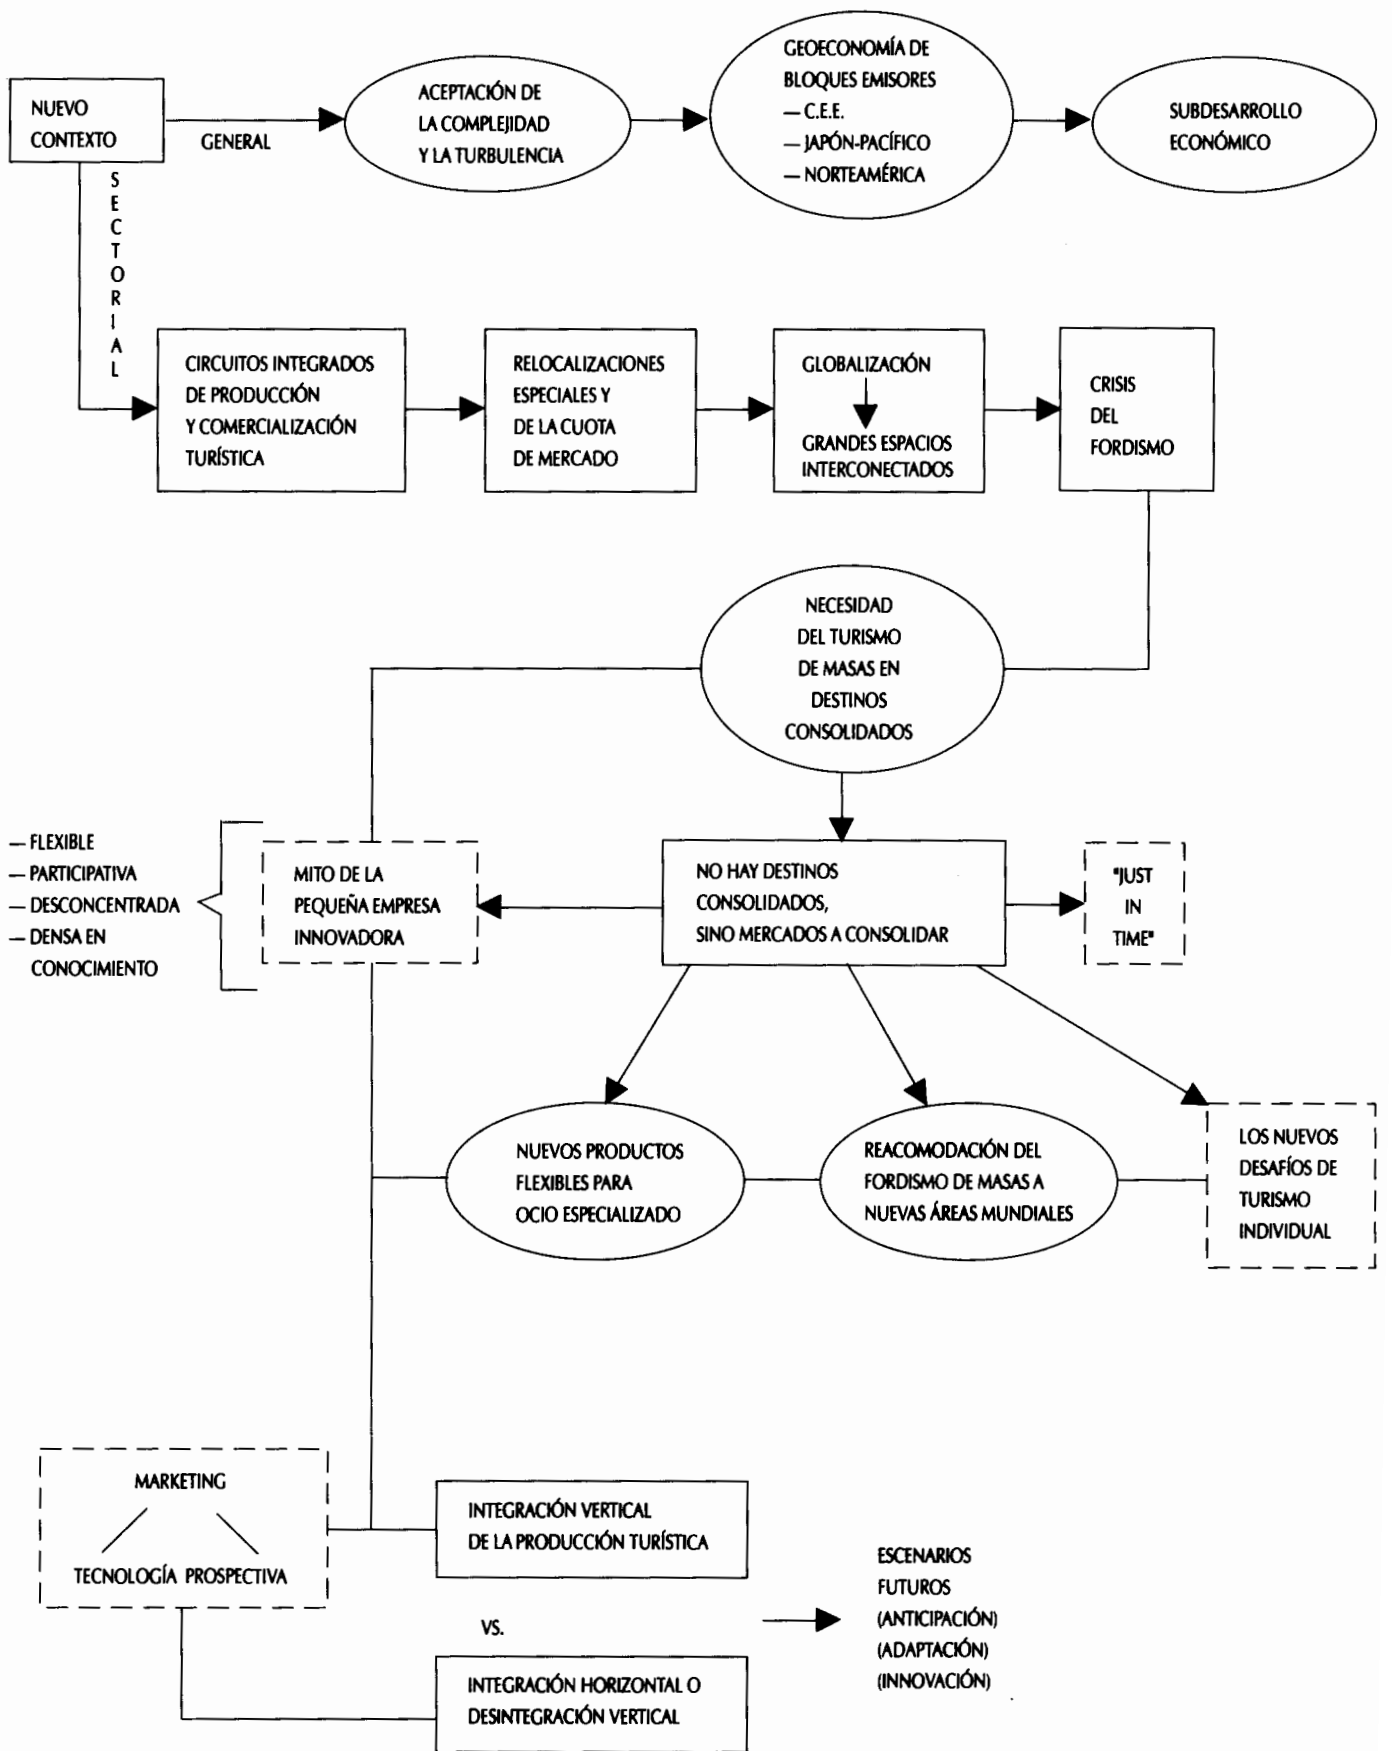 NUEVO
CONTEXTO
GENERAL
ACEPTACIÓN DE
LA COMPLEJIDAD
Y LA TURBULENCIA
GEOECONOMÍA DE
BLOQUES EMISORES
— C.E.E.
— JAPÓN-PACÍFICO
— NORTEAMÉRICA
SUBDESARROLLO
ECONÓMICO
SECTORIAL
CIRCUITOS INTEGRADOS
DE PRODUCCIÓN
Y COMERCIALIZACIÓN
TURÍSTICA
RELOCALIZACIONES
ESPECIALES Y
DE LA CUOTA
DE MERCADO
GLOBALIZACIÓN
GRANDES ESPACIOS
INTERCONECTADOS
CRISIS
DEL
FORDISMO
NECESIDAD
DEL TURISMO
DE MASAS EN
DESTINOS
CONSOLIDADOS
— FLEXIBLE
— PARTICIPATIVA
— DESCONCENTRADA
— DENSA EN
CONOCIMIENTO
MITO DE LA
PEQUEÑA EMPRESA
INNOVADORA
NO HAY DESTINOS
CONSOLIDADOS,
SINO MERCADOS A CONSOLIDAR
"JUST
IN
TIME"
NUEVOS PRODUCTOS
FLEXIBLES PARA
OCIO ESPECIALIZADO
REACOMODACIÓN DEL
FORDISMO DE MASAS A
NUEVAS ÁREAS MUNDIALES
LOS NUEVOS
DESAFÍOS DE
TURISMO
INDIVIDUAL
MARKETING
TECNOLOGÍA PROSPECTIVA
INTEGRACIÓN VERTICAL
DE LA PRODUCCIÓN TURÍSTICA
VS.
INTEGRACIÓN HORIZONTAL O
DESINTEGRACIÓN VERTICAL
ESCENARIOS
FUTUROS
(ANTICIPACIÓN)
(ADAPTACIÓN)
(INNOVACIÓN)